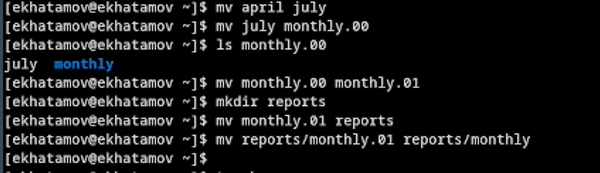 [ekhatamov@ekhatamov ~]$ mv april july
[ekhatamov@ekhatamov ~]$ mv july monthly.00
[ekhatamov@ekhatamov ~]$ ls monthly.00
july monthly
[ekhatamov@ekhatamov ~]$ mv monthly.00 monthly.01
[ekhatamov@ekhatamov ~]$ mkdir reports
[ekhatamov@ekhatamov ~]$ mv monthly.01 reports
[ekhatamov@ekhatamov ~]$ mv reports/monthly.01 reports/monthly
[ekhatamov@ekhatamov ~]$